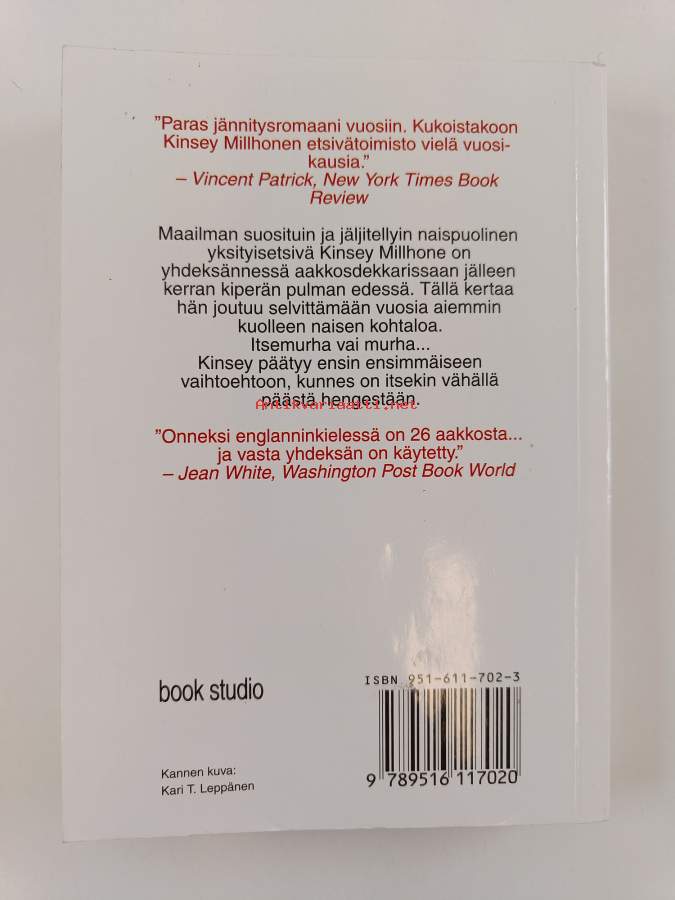 ”Paras jännitysromaani vuosiin. Kukoistakoon
Kinsey Millhonen etsivätoimisto vielä vuosi-
kausia.”
– Vincent Patrick, New York Times Book
Review
Maailman suosituin ja jäljitellyin naispuolinen
yksityisetsivä Kinsey Millhone on
yhdeksännessä aakkosdekkarissaan jälleen
kerran kiperän pulman edessä. Tällä kertaa
hän joutuu selvittämään vuosia aiemmin
kuolleen naisen kohtaloa.
Itsemurha vai murha...
Kinsey päätyy ensin ensimmäiseen
vaihtoehtoon, kunnes on itsekin vähällä
päästä hengestään.
Antikvariaatti.net
”Onneksi englanninkielessä on 26 aakkosta...
ja vasta yhdeksän on käytetty.”
– Jean White, Washington Post Book World
book studio
ISBN 951-611-702-3
9 789516 117020
Kannen kuva:
Kari T. Leppänen